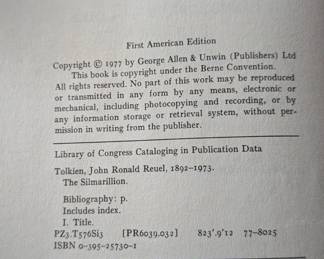 First American Edition
Copyright © 1977 by George Allen & Unwin (Publishers) Ltd
This book is copyright under the Berne Convention.
All rights reserved. No part of this work may be reproduced
or transmitted in any form by any means, electronic or
mechanical, including photocopying and recording, or by
any information storage or retrieval system, without per-
mission in writing from the publisher.
Library of Congress Cataloging in Publication Data
Tolkien, John Ronald Reuel, 1892-1973.
The Silmarillion.
Bibliography: p.
Includes index.
I. Title.
PZ3.T576Si3 [PR6039.032] 823'.9'12 77-8025
ISBN 0-395-25730-1